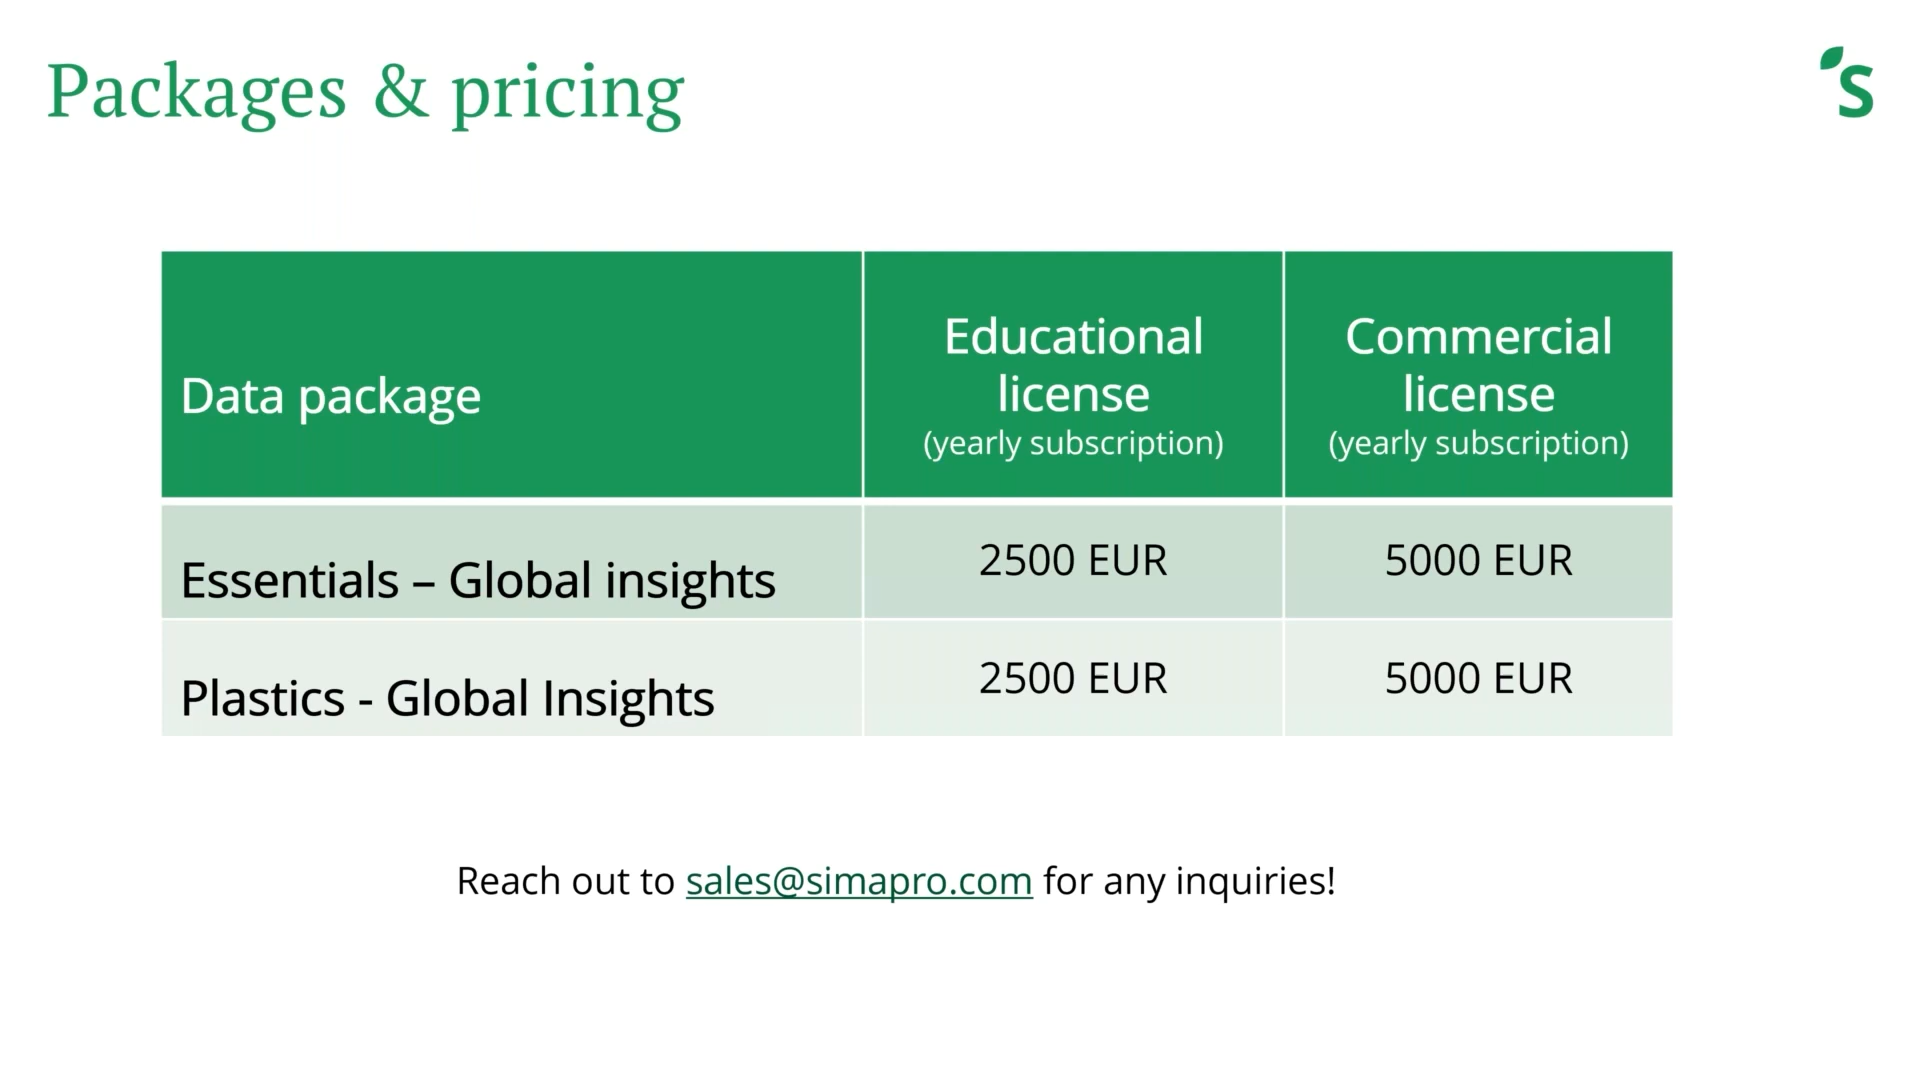 Packages & pricing
S
Data package
Educational
license
(yearly subscription)
Commercial
license
(yearly subscription)
Essentials – Global insights
2500 EUR
5000 EUR
Plastics - Global Insights
2500 EUR
5000 EUR
Reach out to sales@simapro.com for any inquiries!